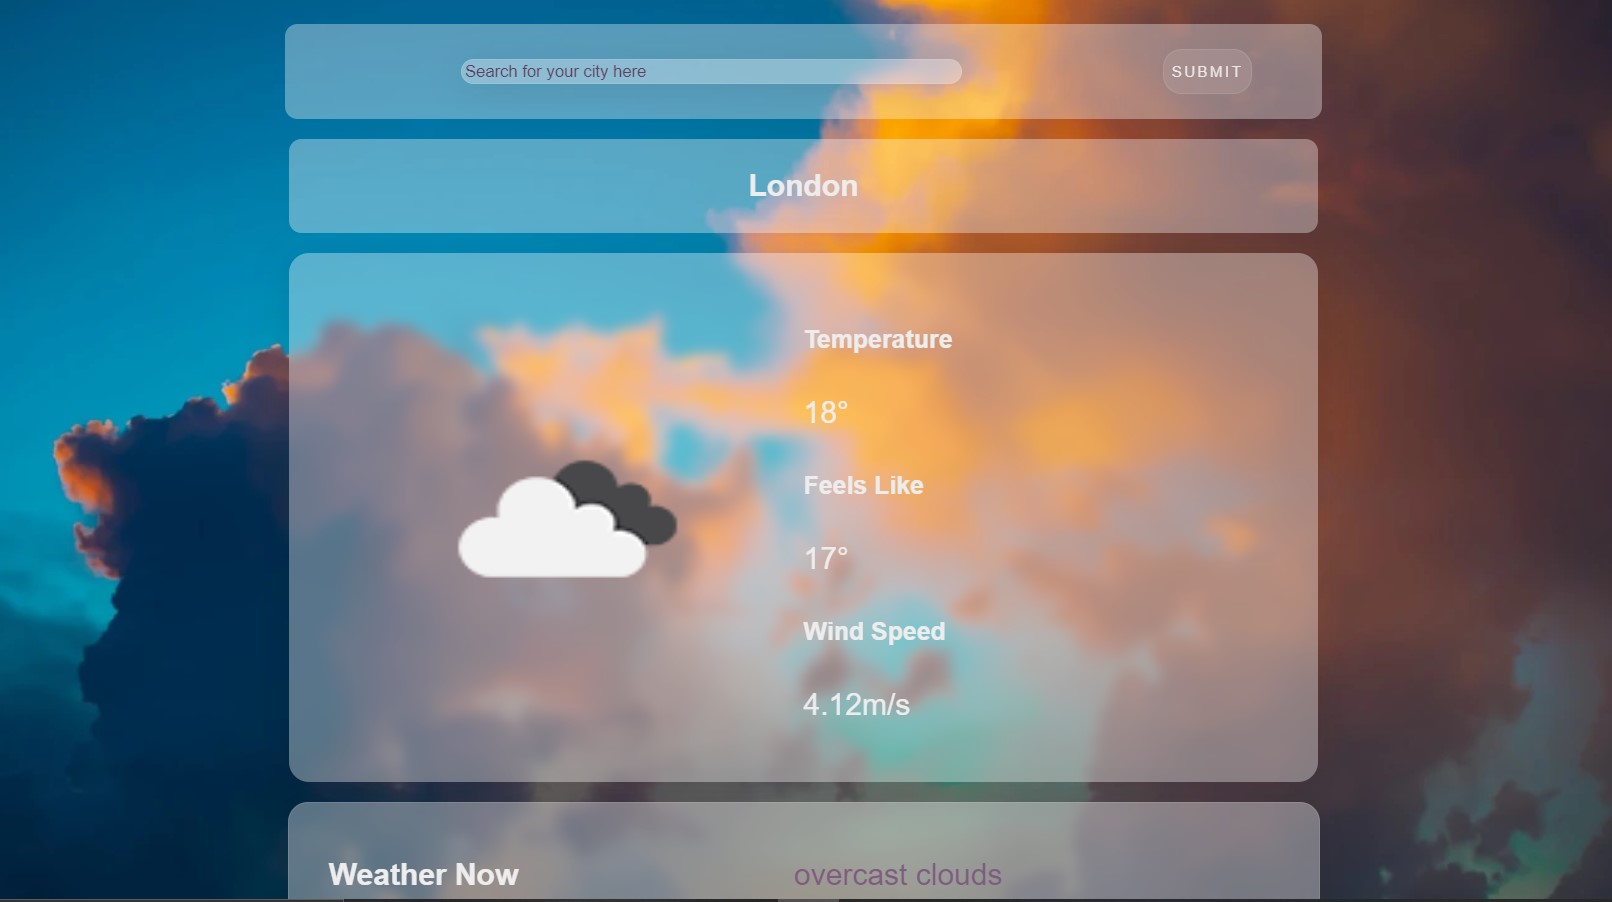 Search for your city here
SUBMIT
London
Temperature
18°
Feels Like
17°
Wind Speed
4.12m/s
Weather Now
overcast clouds